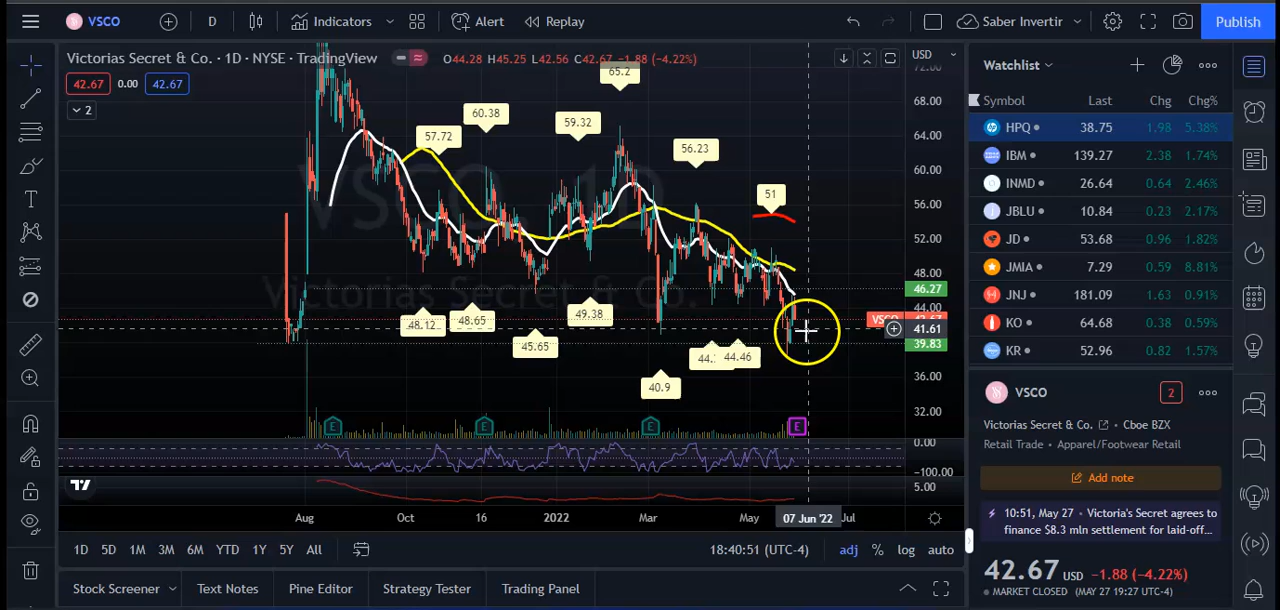 VSCO
D
Indicators
Alert
Replay
Saber Invertir
Publish
Victorias Secret & Co. · 1D · NYSE · TradingView
O44.28 H45.25 L42.56 C42.67 −1.88 (−4.22%)
USD
42.67 0.00 42.67
2
72.00
68.00
64.00
60.00
56.00
52.00
48.00
46.27
44.00
VSCO
41.61
39.83
36.00
32.00
0.00
−100.00
5.00
VSCO, 1D
Victorias Secret & Co.
65.2
60.38
59.32
57.72
56.23
51
48.12
48.65
49.38
45.65
44.46
40.9
E
E
E
E
Aug
Oct
16
2022
Mar
May
07 Jun '22
Jul
1D 5D 1M 3M 6M YTD 1Y 5Y All
18:40:51 (UTC-4)
adj % log auto
Stock Screener
Text Notes
Pine Editor
Strategy Tester
Trading Panel
Watchlist
Symbol Last Chg Chg%
HPQ 38.75 1.98 5.38%
IBM 139.27 2.38 1.74%
INMD 26.64 0.64 2.46%
JBLU 10.84 0.23 2.17%
JD 53.68 0.96 1.82%
JMIA 7.29 0.59 8.81%
JNJ 181.09 1.63 0.91%
KO 64.68 0.38 0.59%
KR 52.96 0.82 1.57%
VSCO
2
Victorias Secret & Co. · Cboe BZX
Retail Trade · Apparel/Footwear Retail
Add note
10:51, May 27 · Victoria's Secret agrees to
finance $8.3 mln settlement for laid-off...
42.67 USD −1.88 (−4.22%)
MARKET CLOSED (MAY 27 19:27 UTC-4)